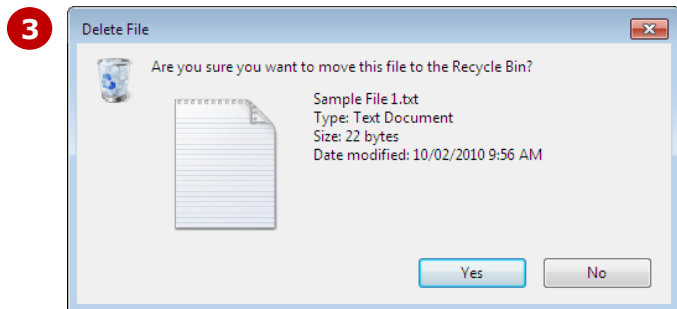 3
Delete File
Are you sure you want to move this file to the Recycle Bin?
Sample File 1.txt
Type: Text Document
Size: 22 bytes
Date modified: 10/02/2010 9:56 AM
Yes
No